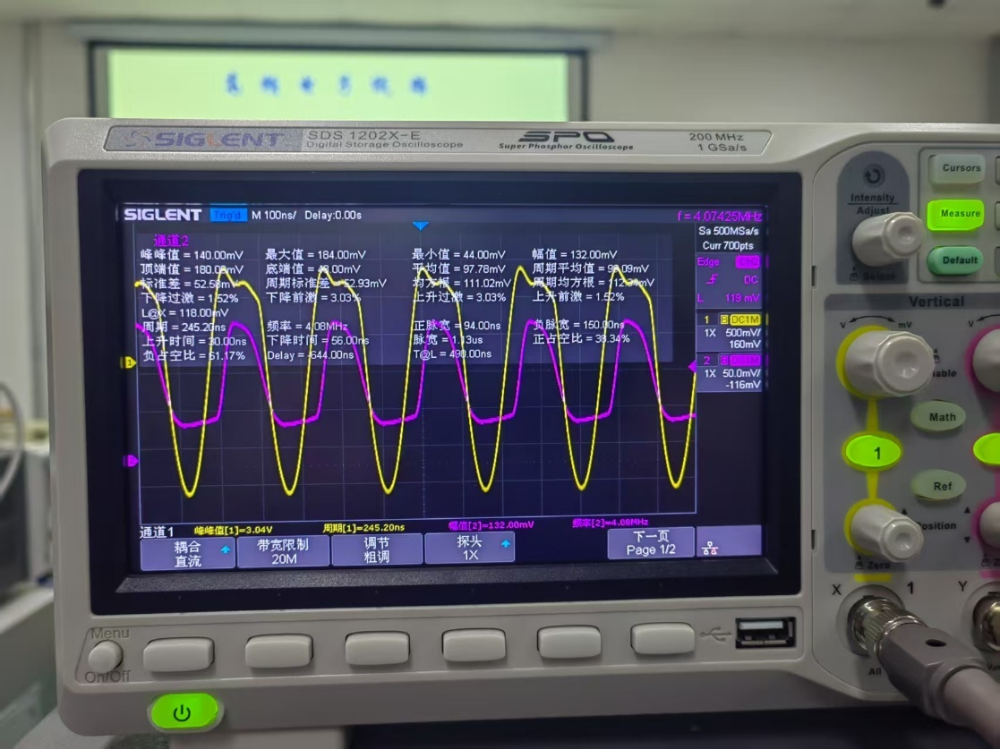 SIGLENT SDS 1202X-E
Digital Storage Oscilloscope
SPO
Super Phosphor Oscilloscope
200 MHz
1 GSa/s
SIGLENT Trig'd M 100ns/ Delay:0.00s f = 4.07425MHz
Sa 500MSa/s
Curr 700pts
Edge CH2
DC
L 119 mV
1 B DC1M
1X 500mV/
160mV
2 B DC1M
1X 50.0mV/
-116mV
通道2
峰峰值 = 140.00mV 最大值 = 184.00mV 最小值 = 44.00mV 幅值 = 132.00mV
顶端值 = 180.00mV 底端值 = 48.00mV 平均值 = 97.78mV 周期平均值 = 99.09mV
标准差 = 52.58mV 周期标准差 = 52.93mV 均方根 = 111.02mV 周期均方根 = 112.34mV
下降过激 = 1.52% 下降前激 = 3.03% 上升过激 = 3.03% 上升前激 = 1.52%
L@X = 118.00mV
周期 = 245.20ns 频率 = 4.08MHz 正脉宽 = 94.00ns 负脉宽 = 150.00ns
上升时间 = 30.00ns 下降时间 = 56.00ns 脉宽 = 1.13us 正占空比 = 38.34%
负占空比 = 61.17% Delay = -644.00ns T@L = 490.00ns
1
2
通道1 峰峰值[1]=3.04V 周期[1]=245.20ns 幅值[2]=132.00mV 频率[2]=4.08MHz
耦合
直流
带宽限制
20M
调节
粗调
探头
1X
下一页
Page 1/2
Menu
On/Off
Intensity
Adjust
Select
Cursors
Measure
Default
Vertical
V mV
V
Math
1
Ref
Position
Zero
X 1 Y